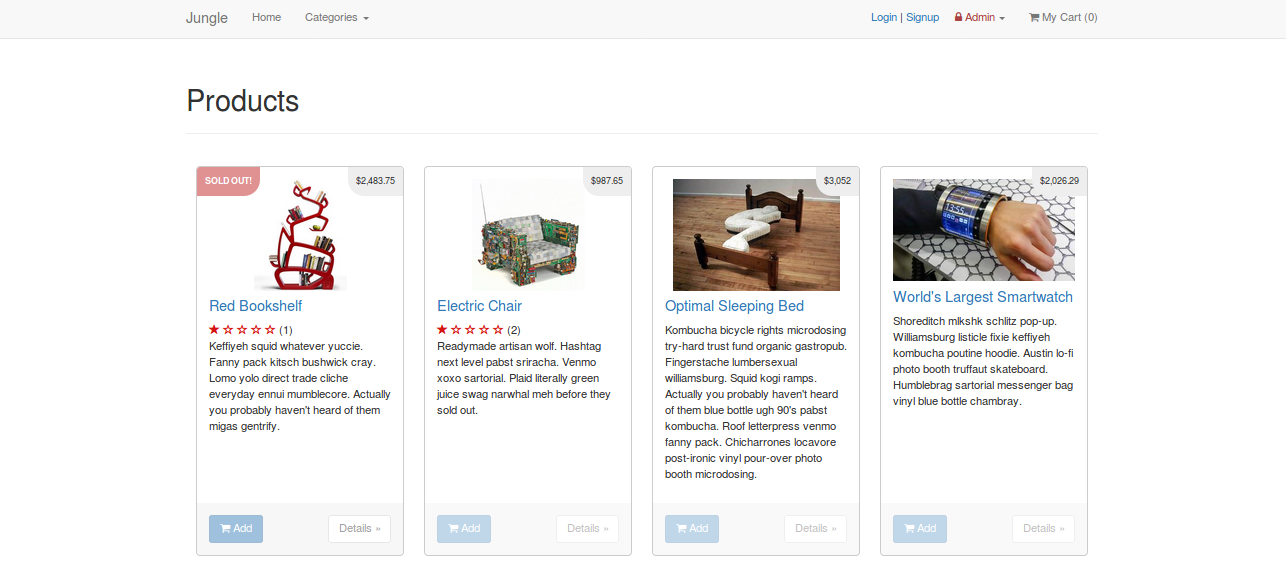 Jungle Home Categories Login | Signup Admin My Cart (0)
Products
SOLD OUT! $2,483.75
Red Bookshelf
(1)
Keffiyeh squid whatever yuccie.
Fanny pack kitsch bushwick cray.
Lomo yolo direct trade cliche
everyday ennui mumblecore. Actually
you probably haven't heard of them
migas gentrify.
Add Details »
$987.65
Electric Chair
(2)
Readymade artisan wolf. Hashtag
next level pabst sriracha. Venmo
xoxo sartorial. Plaid literally green
juice swag narwhal meh before they
sold out.
Add Details »
$3,052
Optimal Sleeping Bed
Kombucha bicycle rights microdosing
try-hard trust fund organic gastropub.
Fingerstache lumbersexual
williamsburg. Squid kogi ramps.
Actually you probably haven't heard
of them blue bottle ugh 90's pabst
kombucha. Roof letterpress venmo
fanny pack. Chicharrones locavore
post-ironic vinyl pour-over photo
booth microdosing.
Add Details »
$2,026.29
13:55
World's Largest Smartwatch
Shoreditch mlkshk schlitz pop-up.
Williamsburg listicle fixie keffiyeh
kombucha poutine hoodie. Austin lo-fi
photo booth truffaut skateboard.
Humblebrag sartorial messenger bag
vinyl blue bottle chambray.
Add Details »